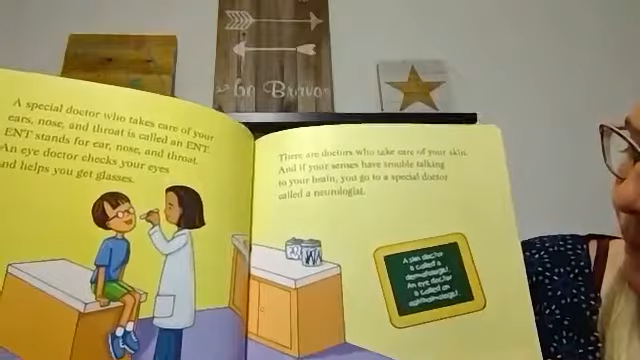 Go Bravely
A special doctor who takes care of your
ears, nose, and throat is called an ENT.
ENT stands for ear, nose, and throat.
An eye doctor checks your eyes
and helps you get glasses.
There are doctors who take care of your skin.
And if your senses have trouble talking
to your brain, you go to a special doctor
called a neurologist.
A skin doctor
is called a
dermatologist.
An eye doctor
is called an
ophthalmologist.